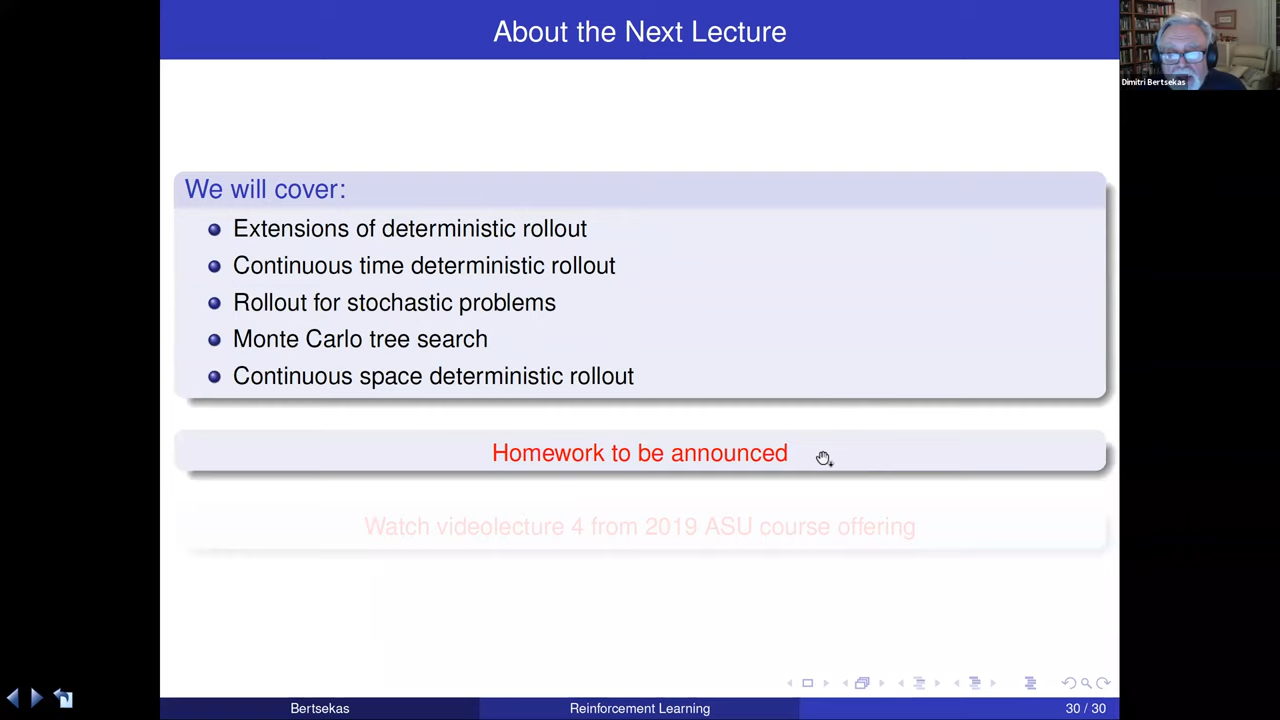 About the Next Lecture
Dimitri Bertsekas
We will cover:
Extensions of deterministic rollout
Continuous time deterministic rollout
Rollout for stochastic problems
Monte Carlo tree search
Continuous space deterministic rollout
Homework to be announced
Watch videolecture 4 from 2019 ASU course offering
Bertsekas Reinforcement Learning 30 / 30